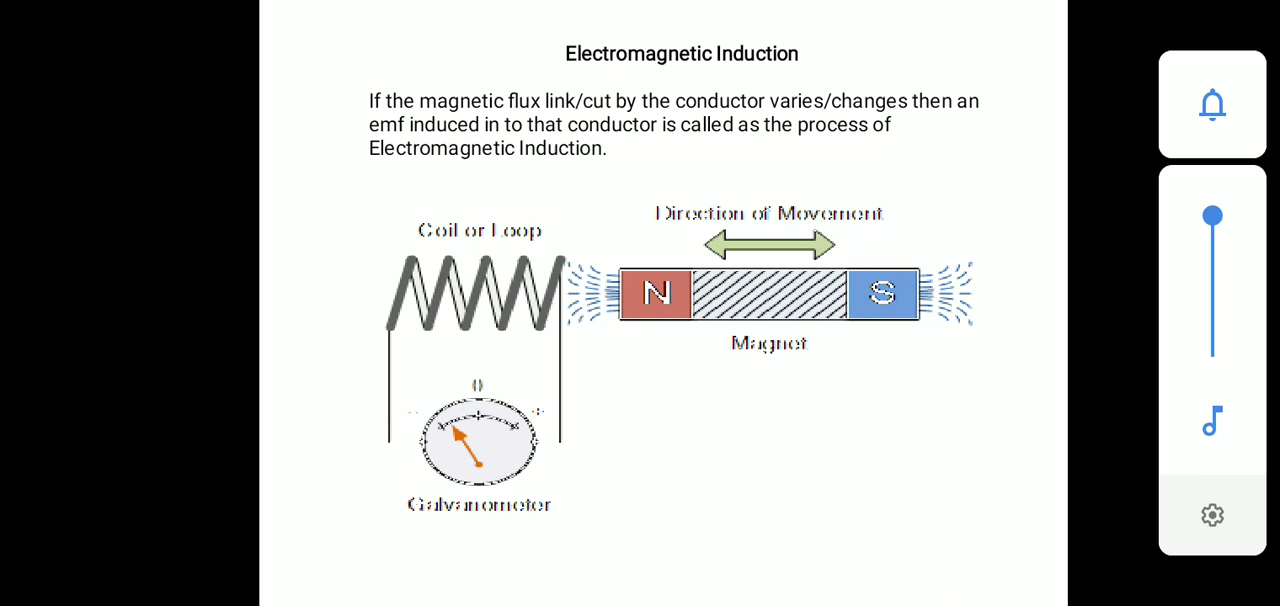 Electromagnetic Induction
If the magnetic flux link/cut by the conductor varies/changes then an
emf induced in to that conductor is called as the process of
Electromagnetic Induction.
Direction of Movement
Coil or Loop
N
S
Magnet
0
- +
Galvanometer